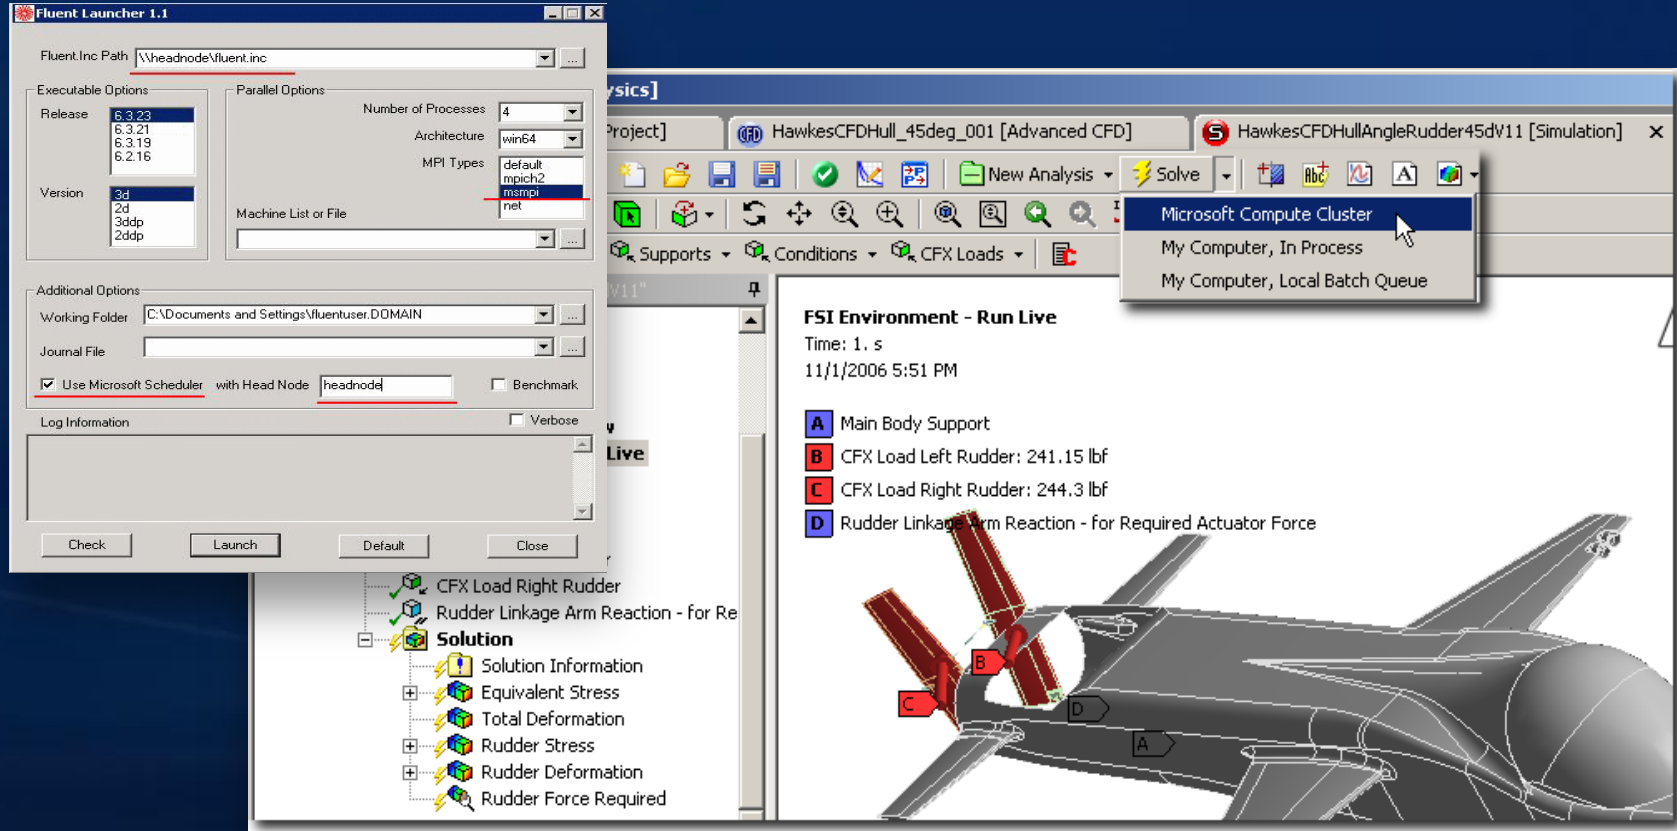 Fluent Launcher 1.1
Fluent.Inc Path \\headnode\fluent.inc ...
Executable Options
Release
6.3.23
6.3.21
6.3.19
6.2.16
Version
3d
2d
3ddp
2ddp
Parallel Options
Number of Processes 4
Architecture win64
MPI Types
default
mpich2
msmpi
net
Machine List or File
...
Additional Options
Working Folder C:\Documents and Settings\fluentuser.DOMAIN ...
Journal File ...
Use Microsoft Scheduler with Head Node headnode Benchmark
Log Information Verbose
Check Launch Default Close
ysics]
Project] CFD HawkesCFDHull_45deg_001 [Advanced CFD] S HawkesCFDHullAngleRudder45dV11 [Simulation]
New Analysis Solve Abc A
Microsoft Compute Cluster
My Computer, In Process
My Computer, Local Batch Queue
Supports Conditions CFX Loads
V11"
Live
CFX Load Right Rudder
Rudder Linkage Arm Reaction - for Re
Solution
Solution Information
Equivalent Stress
Total Deformation
Rudder Stress
Rudder Deformation
Rudder Force Required
FSI Environment - Run Live
Time: 1. s
11/1/2006 5:51 PM
A Main Body Support
B CFX Load Left Rudder: 241.15 lbf
C CFX Load Right Rudder: 244.3 lbf
D Rudder Linkage Arm Reaction - for Required Actuator Force
B
C
D
A